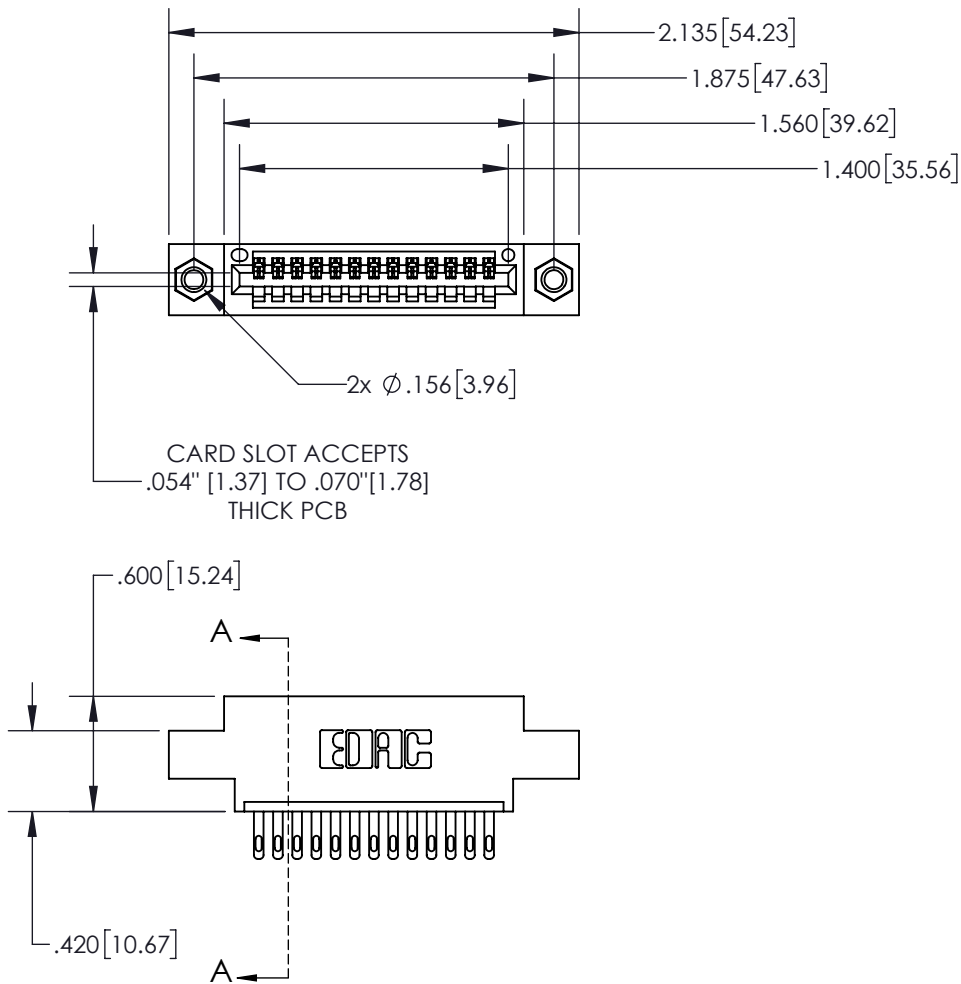 2.135[54.23]
1.875[47.63]
1.560[39.62]
1.400[35.56]
2x ∅.156[3.96]
CARD SLOT ACCEPTS
.054" [1.37] TO .070"[1.78]
THICK PCB
.600[15.24]
A
EDAC
.420[10.67]
A